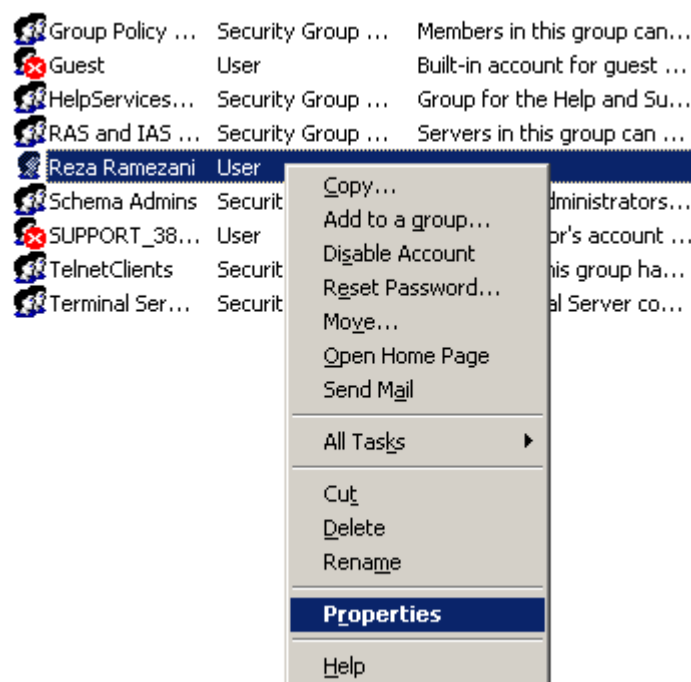 Group Policy ... Security Group ... Members in this group can...
Guest User Built-in account for guest ...
HelpServices... Security Group ... Group for the Help and Su...
RAS and IAS ... Security Group ... Servers in this group can ...
Reza Ramezani User
Schema Admins Securit dministrators...
SUPPORT_38... User or's account ...
TelnetClients Securit his group ha...
Terminal Ser... Securit al Server co...
Copy...
Add to a group...
Disable Account
Reset Password...
Move...
Open Home Page
Send Mail
All Tasks
Cut
Delete
Rename
Properties
Help